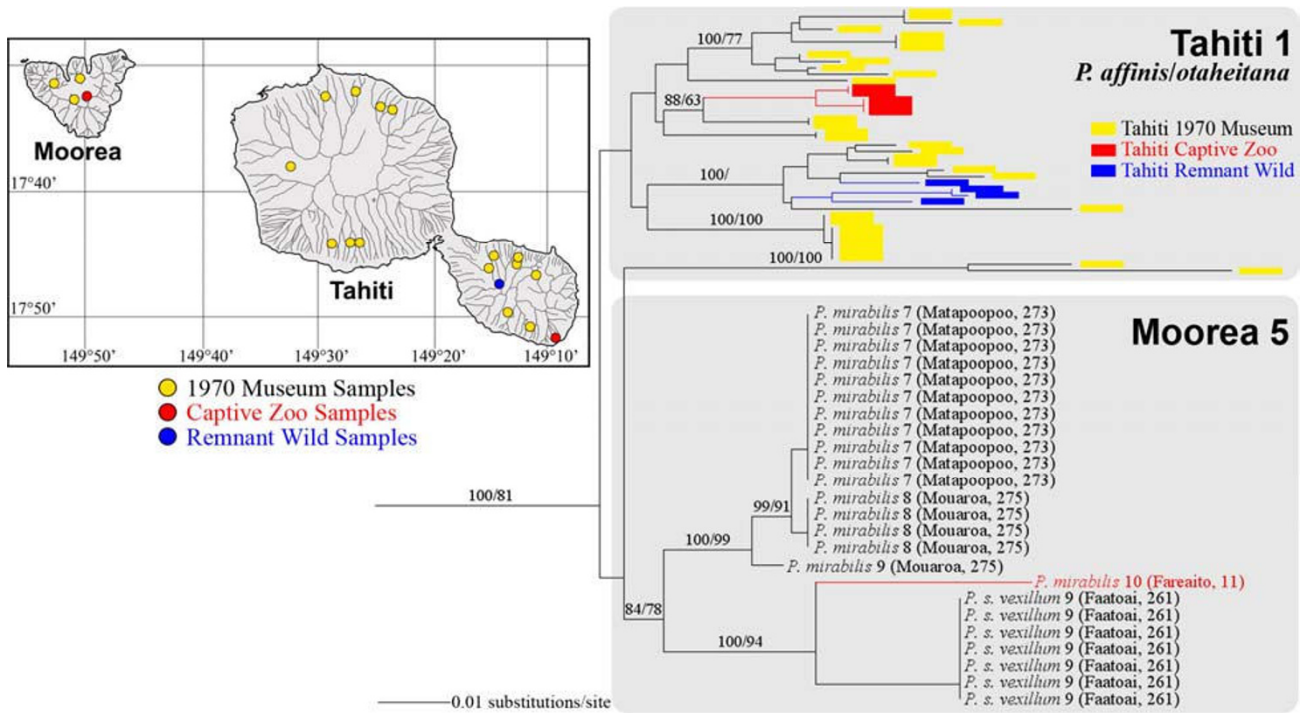 Moorea
Tahiti
17°40’
17°50’
149°50’
149°40’
149°30’
149°20’
149°10’
1970 Museum Samples
Captive Zoo Samples
Remnant Wild Samples
Tahiti 1
P. affinis/otaheitana
Tahiti 1970 Museum
Tahiti Captive Zoo
Tahiti Remnant Wild
100/77
88/63
100/
100/100
100/100
Moorea 5
P. mirabilis 7 (Matapoopoo, 273)
P. mirabilis 7 (Matapoopoo, 273)
P. mirabilis 7 (Matapoopoo, 273)
P. mirabilis 7 (Matapoopoo, 273)
P. mirabilis 7 (Matapoopoo, 273)
P. mirabilis 7 (Matapoopoo, 273)
P. mirabilis 7 (Matapoopoo, 273)
P. mirabilis 7 (Matapoopoo, 273)
P. mirabilis 7 (Matapoopoo, 273)
P. mirabilis 7 (Matapoopoo, 273)
P. mirabilis 7 (Matapoopoo, 273)
P. mirabilis 8 (Mouaroa, 275)
P. mirabilis 8 (Mouaroa, 275)
P. mirabilis 8 (Mouaroa, 275)
P. mirabilis 8 (Mouaroa, 275)
P. mirabilis 9 (Mouaroa, 275)
P. mirabilis 10 (Fareaito, 11)
P. s. vexillum 9 (Faatoai, 261)
P. s. vexillum 9 (Faatoai, 261)
P. s. vexillum 9 (Faatoai, 261)
P. s. vexillum 9 (Faatoai, 261)
P. s. vexillum 9 (Faatoai, 261)
P. s. vexillum 9 (Faatoai, 261)
P. s. vexillum 9 (Faatoai, 261)
100/81
99/91
100/99
84/78
100/94
0.01 substitutions/site